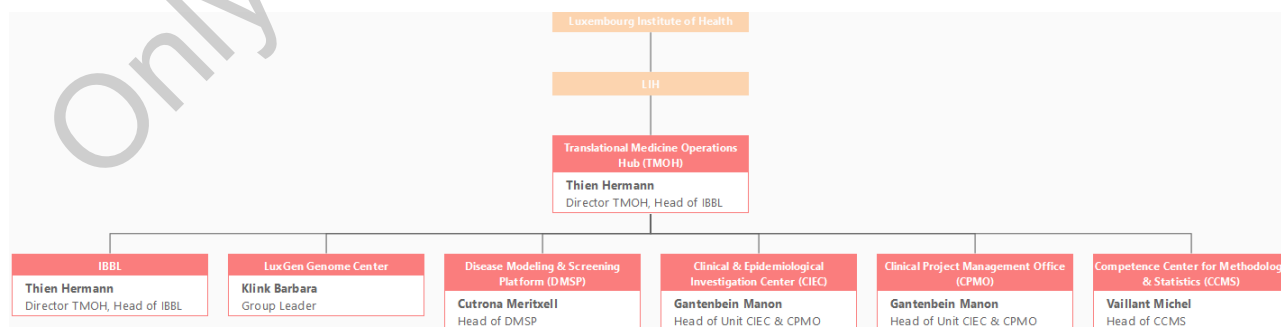 Only
Luxembourg Institute of Health
LIH
Translational Medicine Operations
Hub (TMOH)
Thien Hermann
Director TMOH, Head of IBBL
IBBL
Thien Hermann
Director TMOH, Head of IBBL
LuxGen Genome Center
Klink Barbara
Group Leader
Disease Modeling & Screening
Platform (DMSP)
Cutrona Meritxell
Head of DMSP
Clinical & Epidemiological
Investigation Center (CIEC)
Gantenbein Manon
Head of Unit CIEC & CPMO
Clinical Project Management Office
(CPMO)
Gantenbein Manon
Head of Unit CIEC & CPMO
Competence Center for
& Statistics (CCMS)
Vaillant Michel
Head of CCMS